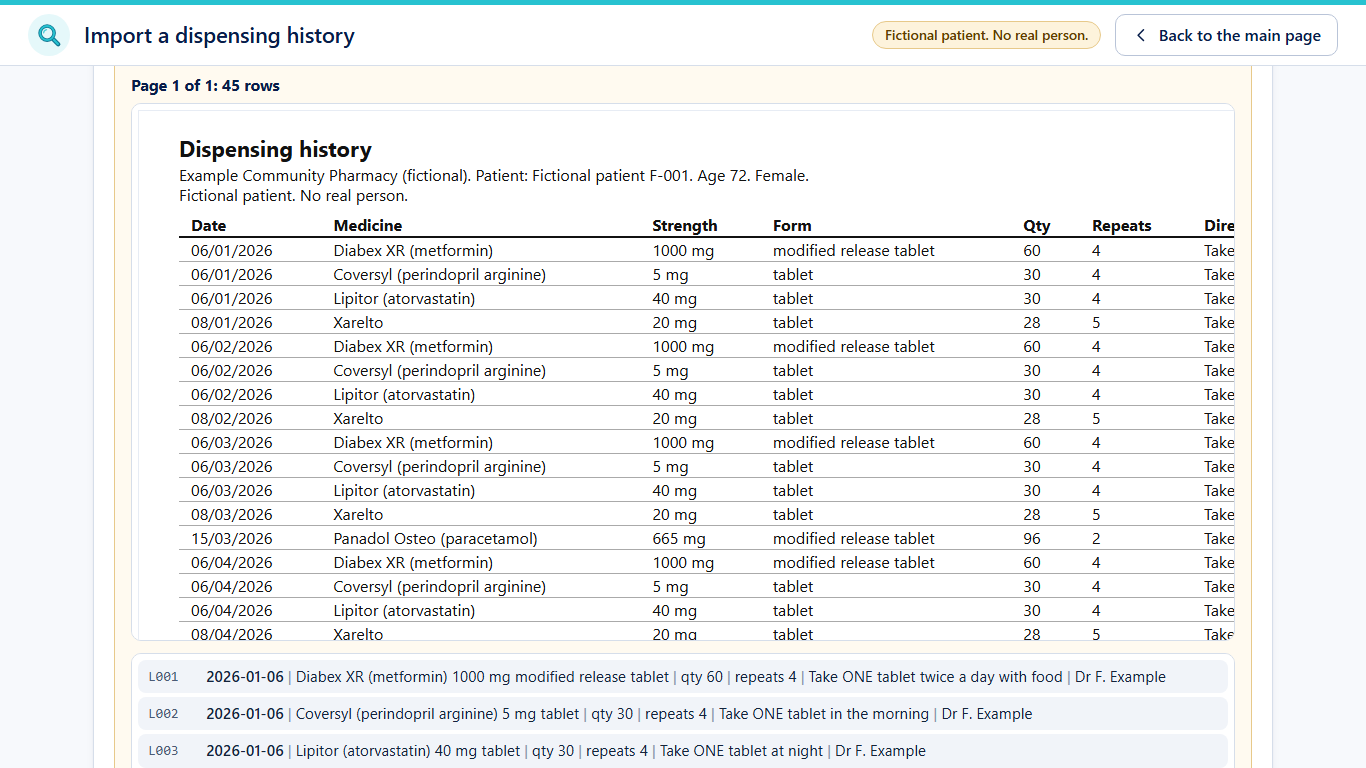 Import a dispensing history
Fictional patient. No real person.
Back to the main page
Page 1 of 1: 45 rows
Dispensing history
Example Community Pharmacy (fictional). Patient: Fictional patient F-001. Age 72. Female.
Fictional patient. No real person.
Date Medicine Strength Form Qty Repeats Dire
06/01/2026 Diabex XR (metformin) 1000 mg modified release tablet 60 4 Take
06/01/2026 Coversyl (perindopril arginine) 5 mg tablet 30 4 Take
06/01/2026 Lipitor (atorvastatin) 40 mg tablet 30 4 Take
08/01/2026 Xarelto 20 mg tablet 28 5 Take
06/02/2026 Diabex XR (metformin) 1000 mg modified release tablet 60 4 Take
06/02/2026 Coversyl (perindopril arginine) 5 mg tablet 30 4 Take
06/02/2026 Lipitor (atorvastatin) 40 mg tablet 30 4 Take
08/02/2026 Xarelto 20 mg tablet 28 5 Take
06/03/2026 Diabex XR (metformin) 1000 mg modified release tablet 60 4 Take
06/03/2026 Coversyl (perindopril arginine) 5 mg tablet 30 4 Take
06/03/2026 Lipitor (atorvastatin) 40 mg tablet 30 4 Take
08/03/2026 Xarelto 20 mg tablet 28 5 Take
15/03/2026 Panadol Osteo (paracetamol) 665 mg modified release tablet 96 2 Take
06/04/2026 Diabex XR (metformin) 1000 mg modified release tablet 60 4 Take
06/04/2026 Coversyl (perindopril arginine) 5 mg tablet 30 4 Take
06/04/2026 Lipitor (atorvastatin) 40 mg tablet 30 4 Take
08/04/2026 Xarelto 20 mg tablet 28 5 Take
L001 2026-01-06 | Diabex XR (metformin) 1000 mg modified release tablet | qty 60 | repeats 4 | Take ONE tablet twice a day with food | Dr F. Example
L002 2026-01-06 | Coversyl (perindopril arginine) 5 mg tablet | qty 30 | repeats 4 | Take ONE tablet in the morning | Dr F. Example
L003 2026-01-06 | Lipitor (atorvastatin) 40 mg tablet | qty 30 | repeats 4 | Take ONE tablet at night | Dr F. Example